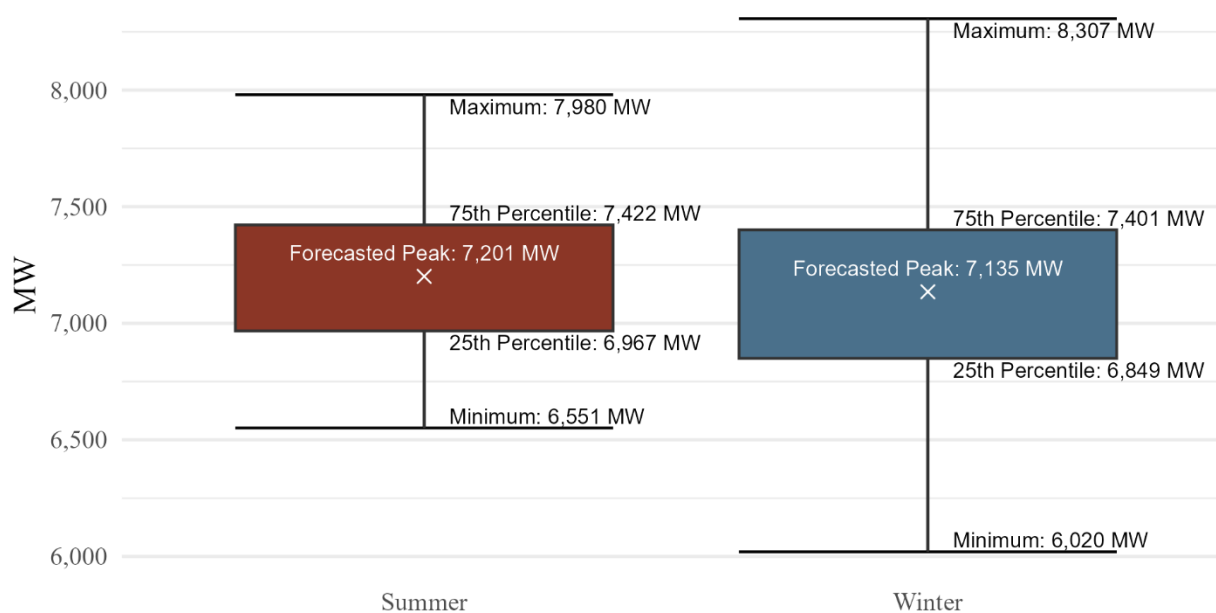 Maximum: 8,307 MW
8,000
Maximum: 7,980 MW
7,500
75th Percentile: 7,422 MW
75th Percentile: 7,401 MW
Forecasted Peak: 7,201 MW
Forecasted Peak: 7,135 MW
MW
7,000
25th Percentile: 6,967 MW
25th Percentile: 6,849 MW
6,500
Minimum: 6,551 MW
Minimum: 6,020 MW
6,000
Summer
Winter